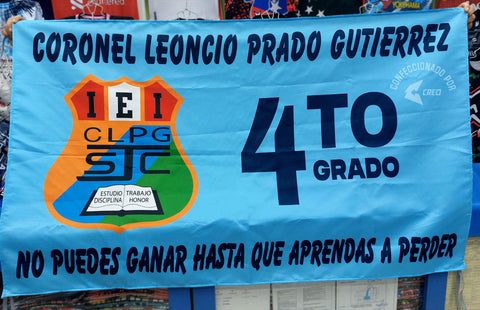 CORONEL LEONCIO PRADO GUTIERREZ
CONFECCIONADO POR
CREO
IEI
CLPG
SJC
ESTUDIO TRABAJO
DISCIPLINA HONOR
4TO
GRADO
NO PUEDES GANAR HASTA QUE APRENDAS A PERDER